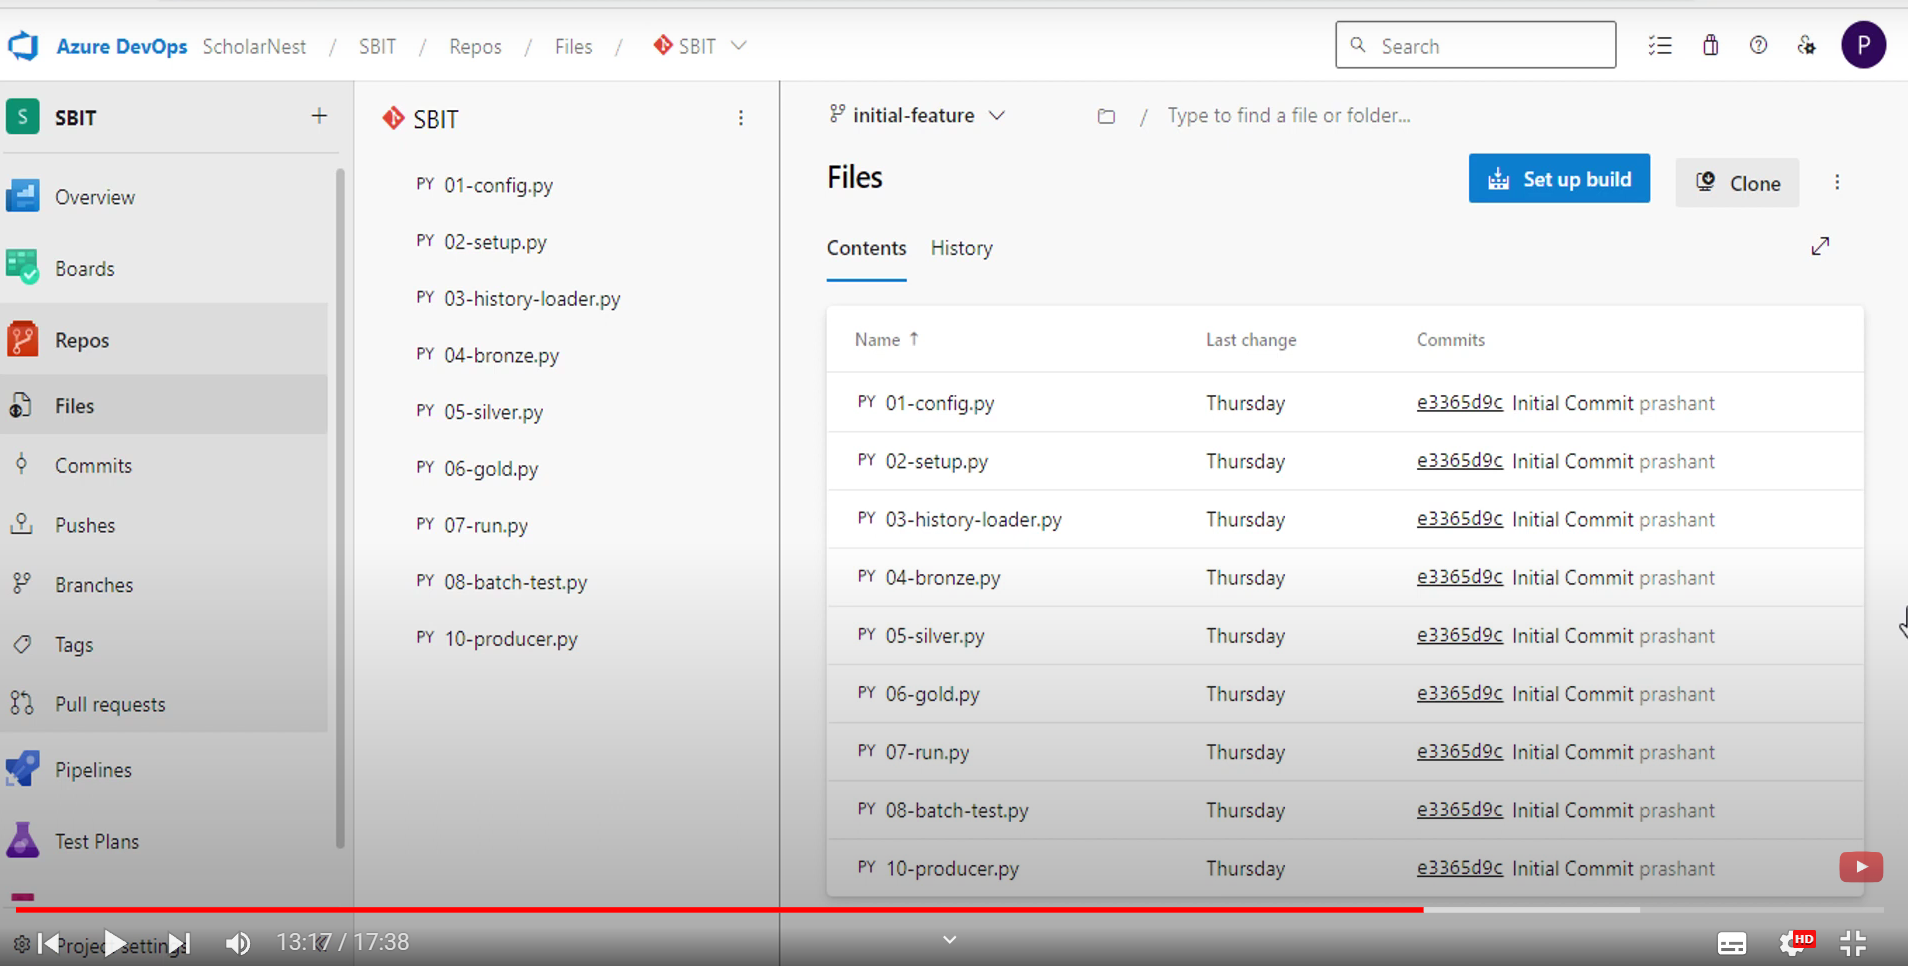 Azure DevOps ScholarNest / SBIT / Repos / Files / SBIT
Search
P
S SBIT +
Overview
Boards
Repos
Files
Commits
Pushes
Branches
Tags
Pull requests
Pipelines
Test Plans
Project settings
SBIT
PY 01-config.py
PY 02-setup.py
PY 03-history-loader.py
PY 04-bronze.py
PY 05-silver.py
PY 06-gold.py
PY 07-run.py
PY 08-batch-test.py
PY 10-producer.py
initial-feature / Type to find a file or folder...
Files
Set up build
Clone
Contents History
Name ↑ Last change Commits
PY 01-config.py Thursday e3365d9c Initial Commit prashant
PY 02-setup.py Thursday e3365d9c Initial Commit prashant
PY 03-history-loader.py Thursday e3365d9c Initial Commit prashant
PY 04-bronze.py Thursday e3365d9c Initial Commit prashant
PY 05-silver.py Thursday e3365d9c Initial Commit prashant
PY 06-gold.py Thursday e3365d9c Initial Commit prashant
PY 07-run.py Thursday e3365d9c Initial Commit prashant
PY 08-batch-test.py Thursday e3365d9c Initial Commit prashant
PY 10-producer.py Thursday e3365d9c Initial Commit prashant
13:17 / 17:38
HD